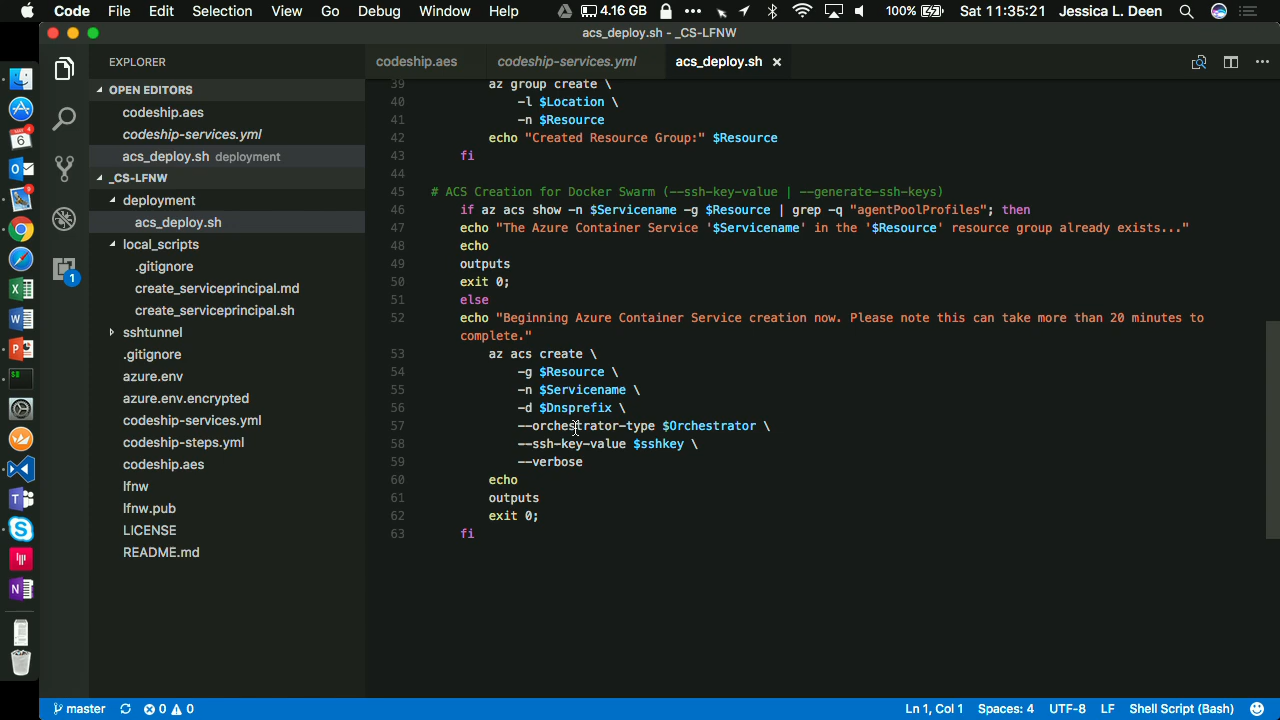 Code File Edit Selection View Go Debug Window Help 4.16 GB 100% Sat 11:35:21 Jessica L. Deen
acs_deploy.sh - _CS-LFNW
EXPLORER
OPEN EDITORS
codeship.aes
codeship-services.yml
acs_deploy.sh deployment
_CS-LFNW
deployment
acs_deploy.sh
local_scripts
.gitignore
create_serviceprincipal.md
create_serviceprincipal.sh
sshtunnel
.gitignore
azure.env
azure.env.encrypted
codeship-services.yml
codeship-steps.yml
codeship.aes
lfnw
lfnw.pub
LICENSE
README.md
1
codeship.aes codeship-services.yml acs_deploy.sh ×
39 az group create \
40 -l $Location \
41 -n $Resource
42 echo "Created Resource Group:" $Resource
43 fi
44
45 # ACS Creation for Docker Swarm (--ssh-key-value | --generate-ssh-keys)
46 if az acs show -n $Servicename -g $Resource | grep -q "agentPoolProfiles"; then
47 echo "The Azure Container Service '$Servicename' in the '$Resource' resource group already exists..."
48 echo
49 outputs
50 exit 0;
51 else
52 echo "Beginning Azure Container Service creation now. Please note this can take more than 20 minutes to
complete."
53 az acs create \
54 -g $Resource \
55 -n $Servicename \
56 -d $Dnsprefix \
57 --orchestrator-type $Orchestrator \
58 --ssh-key-value $sshkey \
59 --verbose
60 echo
61 outputs
62 exit 0;
63 fi
master 0 0 Ln 1, Col 1 Spaces: 4 UTF-8 LF Shell Script (Bash)